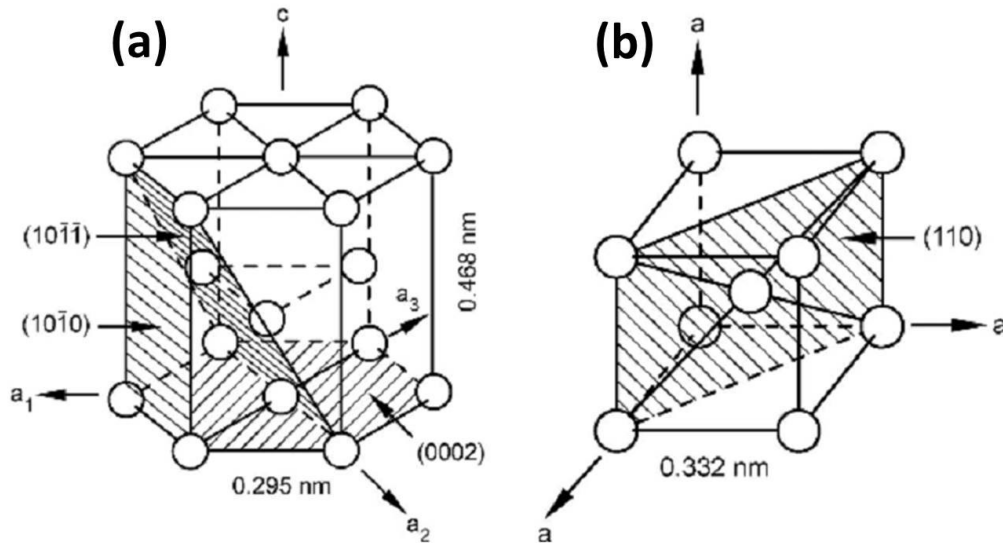 (a)
c
(101̄1̄)
(101̄0)
a₁
a₂
a₃
0.468 nm
(0002)
0.295 nm
(b)
a
(110)
a
0.332 nm
a